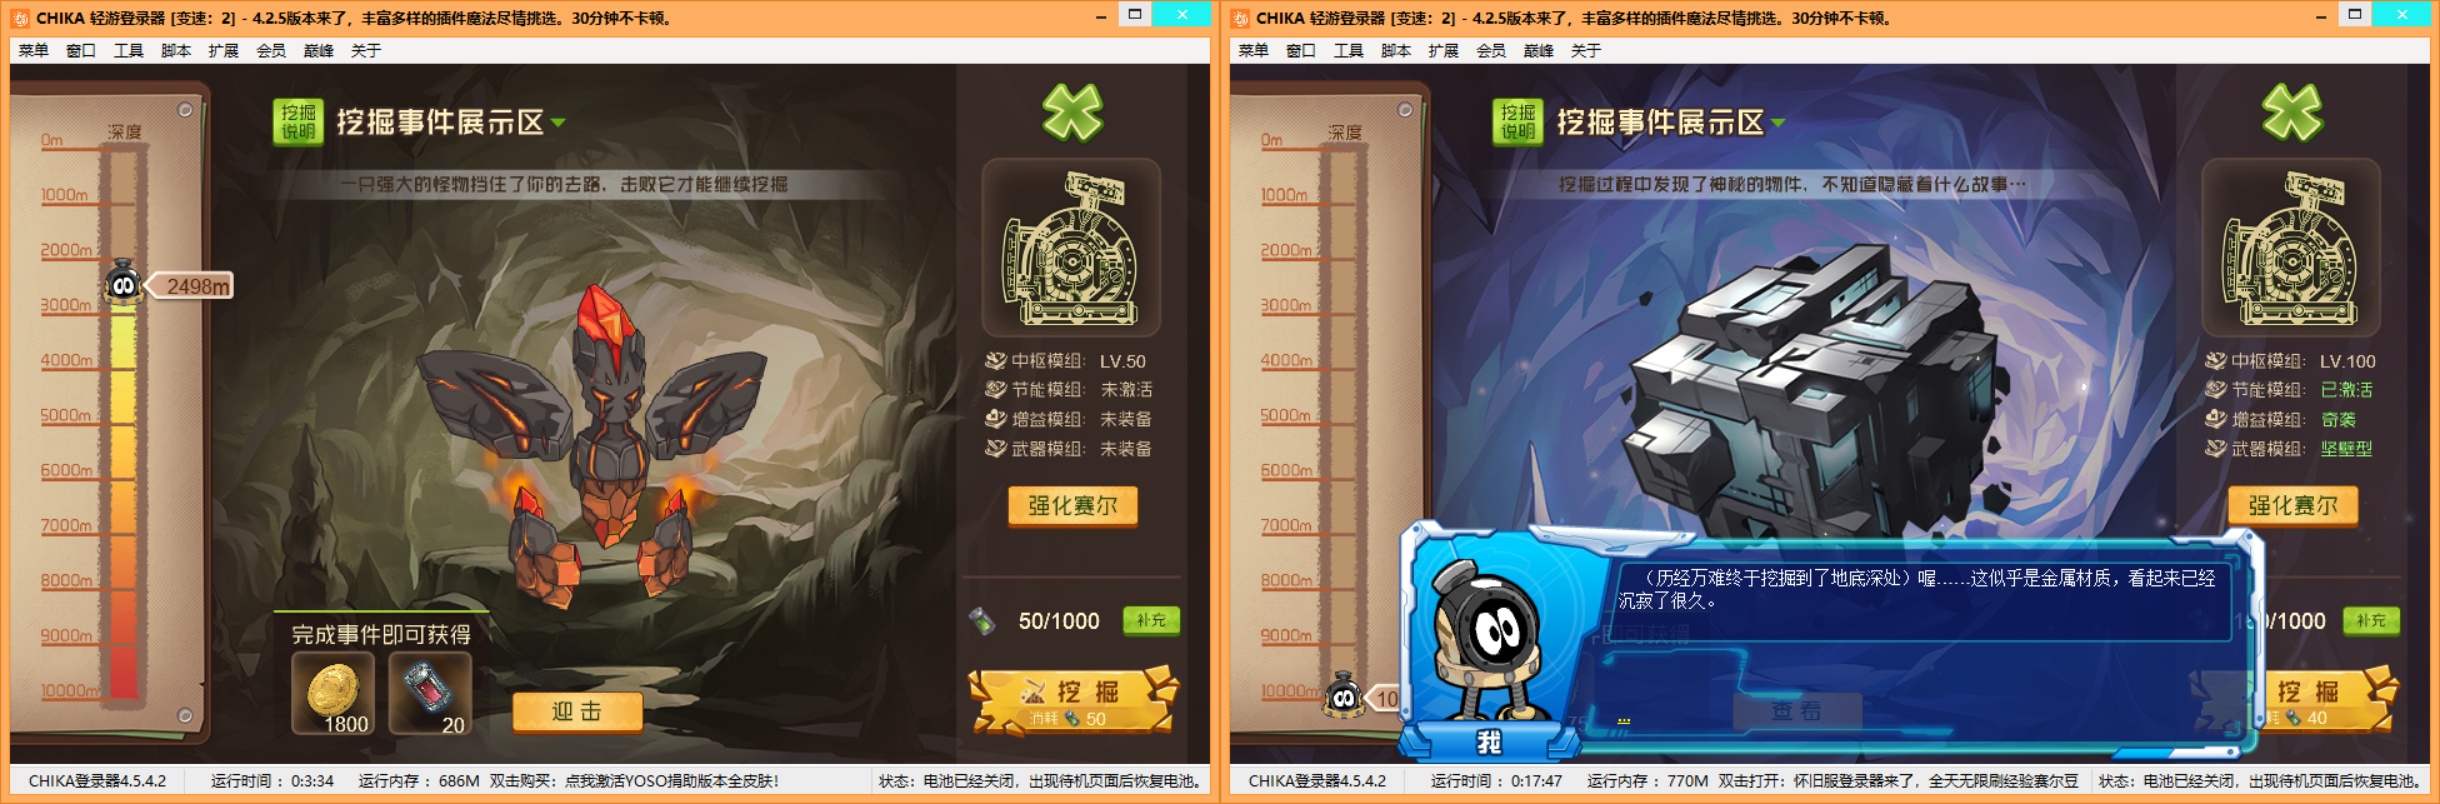 CHIKA 轻游登录器 [变速：2] - 4.2.5版本来了，丰富多样的插件魔法尽情挑选。30分钟不卡顿。
菜单 窗口 工具 脚本 扩展 会员 巅峰 关于
挖掘说明
挖掘事件展示区
一只强大的怪物挡住了你的去路，击败它才能继续挖掘
深度
0m
1000m
2000m
2498m
3000m
4000m
5000m
6000m
7000m
8000m
9000m
10000m
中枢模组： LV.50
节能模组： 未激活
增益模组： 未装备
武器模组： 未装备
强化赛尔
50/1000 补充
挖掘
消耗 50
完成事件即可获得
1800 20
迎击
CHIKA登录器4.5.4.2 运行时间 ：0:3:34 运行内存 ：686M 双击购买：点我激活YOSO捐助版本全皮肤！ 状态：电池已经关闭，出现待机页面后恢复电池。
CHIKA 轻游登录器 [变速：2] - 4.2.5版本来了，丰富多样的插件魔法尽情挑选。30分钟不卡顿。
菜单 窗口 工具 脚本 扩展 会员 巅峰 关于
挖掘说明
挖掘事件展示区
挖掘过程中发现了神秘的物件，不知道隐藏着什么故事…
深度
0m
1000m
2000m
3000m
4000m
5000m
6000m
7000m
8000m
9000m
10000m
10
中枢模组： LV.100
节能模组： 已激活
增益模组： 奇袭
武器模组： 坚壁型
强化赛尔
0/1000 补充
挖掘
耗 40
（历经万难终于挖掘到了地底深处）喔……这似乎是金属材质，看起来已经
沉寂了很久。
即可获得
查看
...
我
CHIKA登录器4.5.4.2 运行时间 ：0:17:47 运行内存 ：770M 双击打开：怀旧服登录器来了，全天无限刷经验赛尔豆 状态：电池已经关闭，出现待机页面后恢复电池。